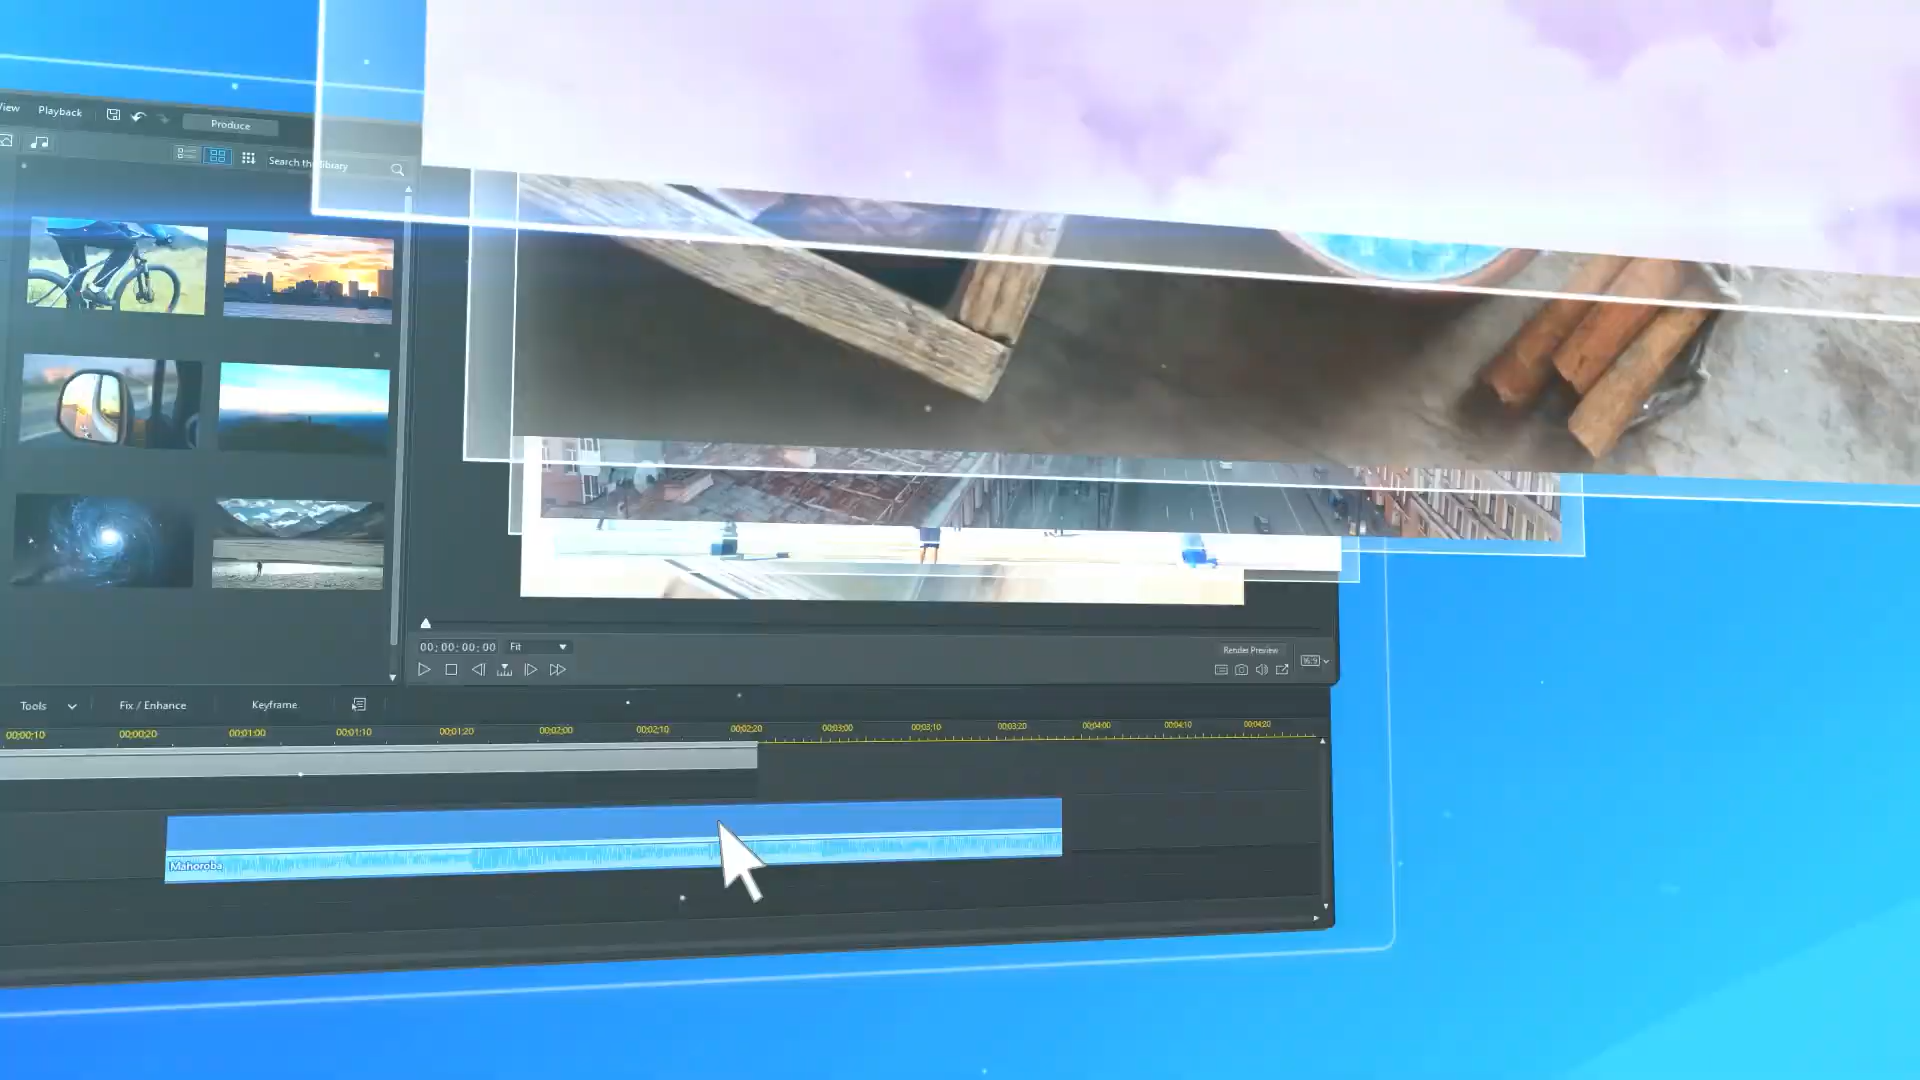 View Playback Produce
Search the library
00;00;00;00 Fit Render Preview
16:9
Tools Fix / Enhance Keyframe
00;00;10 00;00;20 00;01;00 00;01;10 00;01;20 00;02;00 00;02;10 00;02;20 00;03;00 00;03;10 00;03;20 00;04;00 00;04;10 00;04;20
Mahoroba